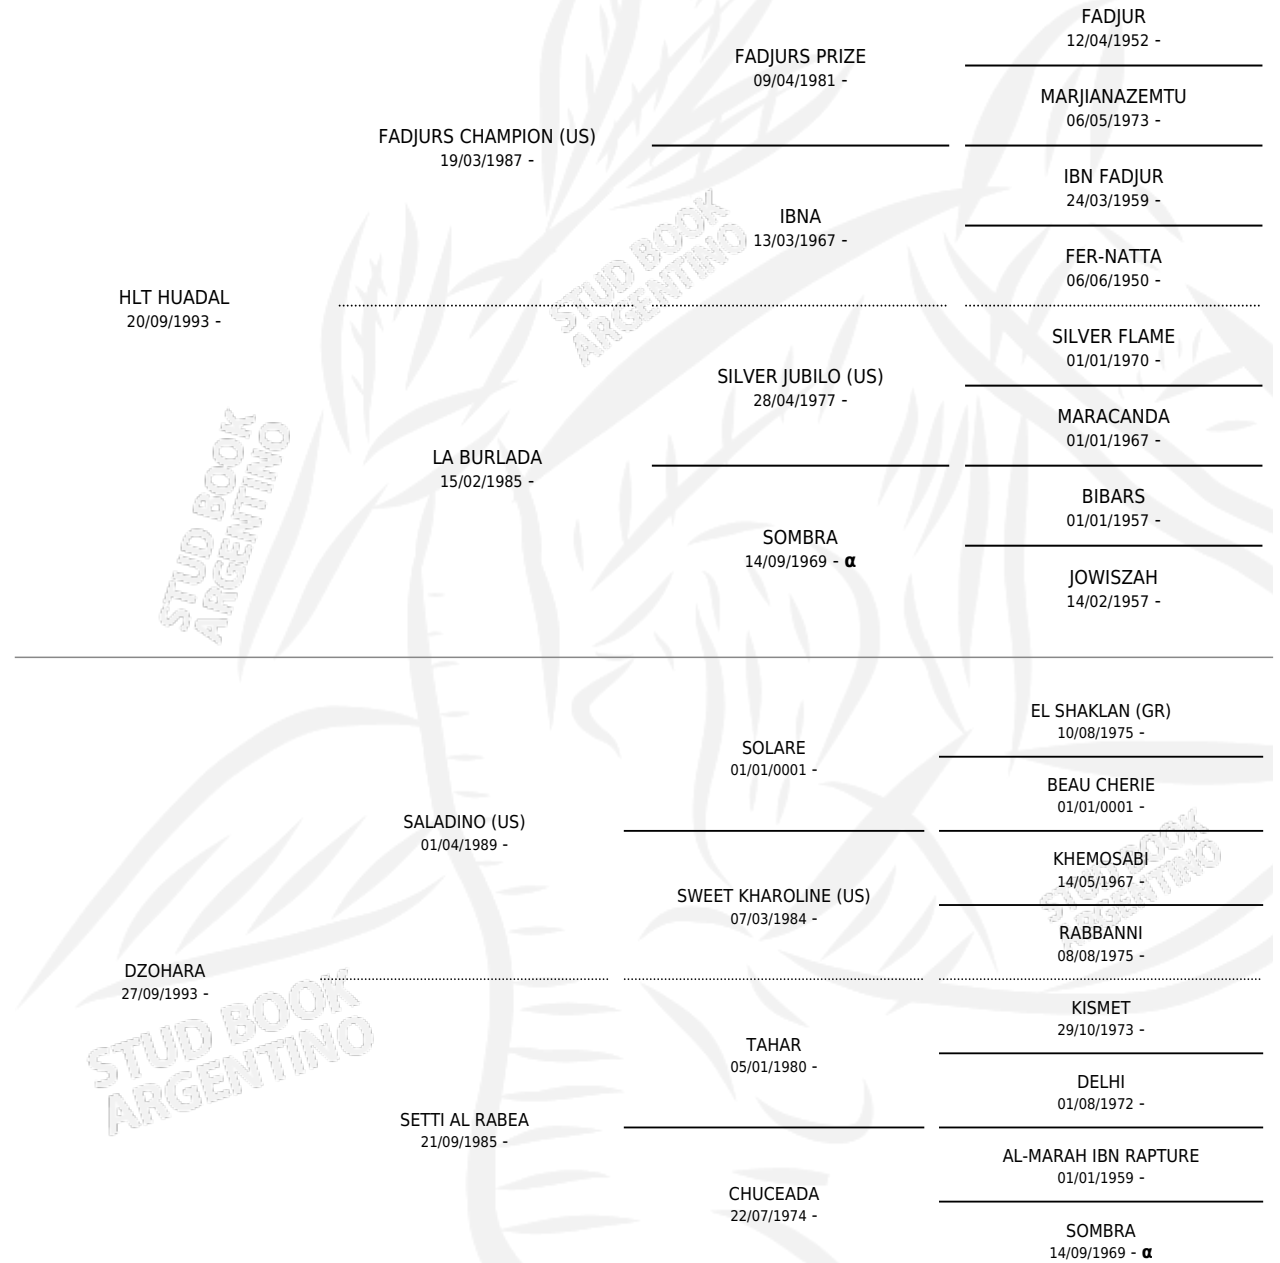 FADJUR
12/04/1952 -
FADJURS PRIZE
09/04/1981 -
MARJIANAZEMTU
06/05/1973 -
FADJURS CHAMPION (US)
19/03/1987 -
IBN FADJUR
24/03/1959 -
IBNA
13/03/1967 -
FER-NATTA
06/06/1950 -
HLT HUADAL
20/09/1993 -
SILVER FLAME
01/01/1970 -
SILVER JUBILO (US)
28/04/1977 -
MARACANDA
01/01/1967 -
LA BURLADA
15/02/1985 -
BIBARS
01/01/1957 -
SOMBRA
14/09/1969 - α
JOWISZAH
14/02/1957 -
STUD BOOK
ARGENTINO
STUD BOOK
ARGENTINO
EL SHAKLAN (GR)
10/08/1975 -
SOLARE
01/01/0001 -
BEAU CHERIE
01/01/0001 -
SALADINO (US)
01/04/1989 -
KHEMOSABI
14/05/1967 -
SWEET KHAROLINE (US)
07/03/1984 -
RABBANNI
08/08/1975 -
DZOHARA
27/09/1993 -
KISMET
29/10/1973 -
TAHAR
05/01/1980 -
DELHI
01/08/1972 -
SETTI AL RABEA
21/09/1985 -
AL-MARAH IBN RAPTURE
01/01/1959 -
CHUCEADA
22/07/1974 -
SOMBRA
14/09/1969 - α
STUD BOOK
ARGENTINO
STUD BOOK
ARGENTINO